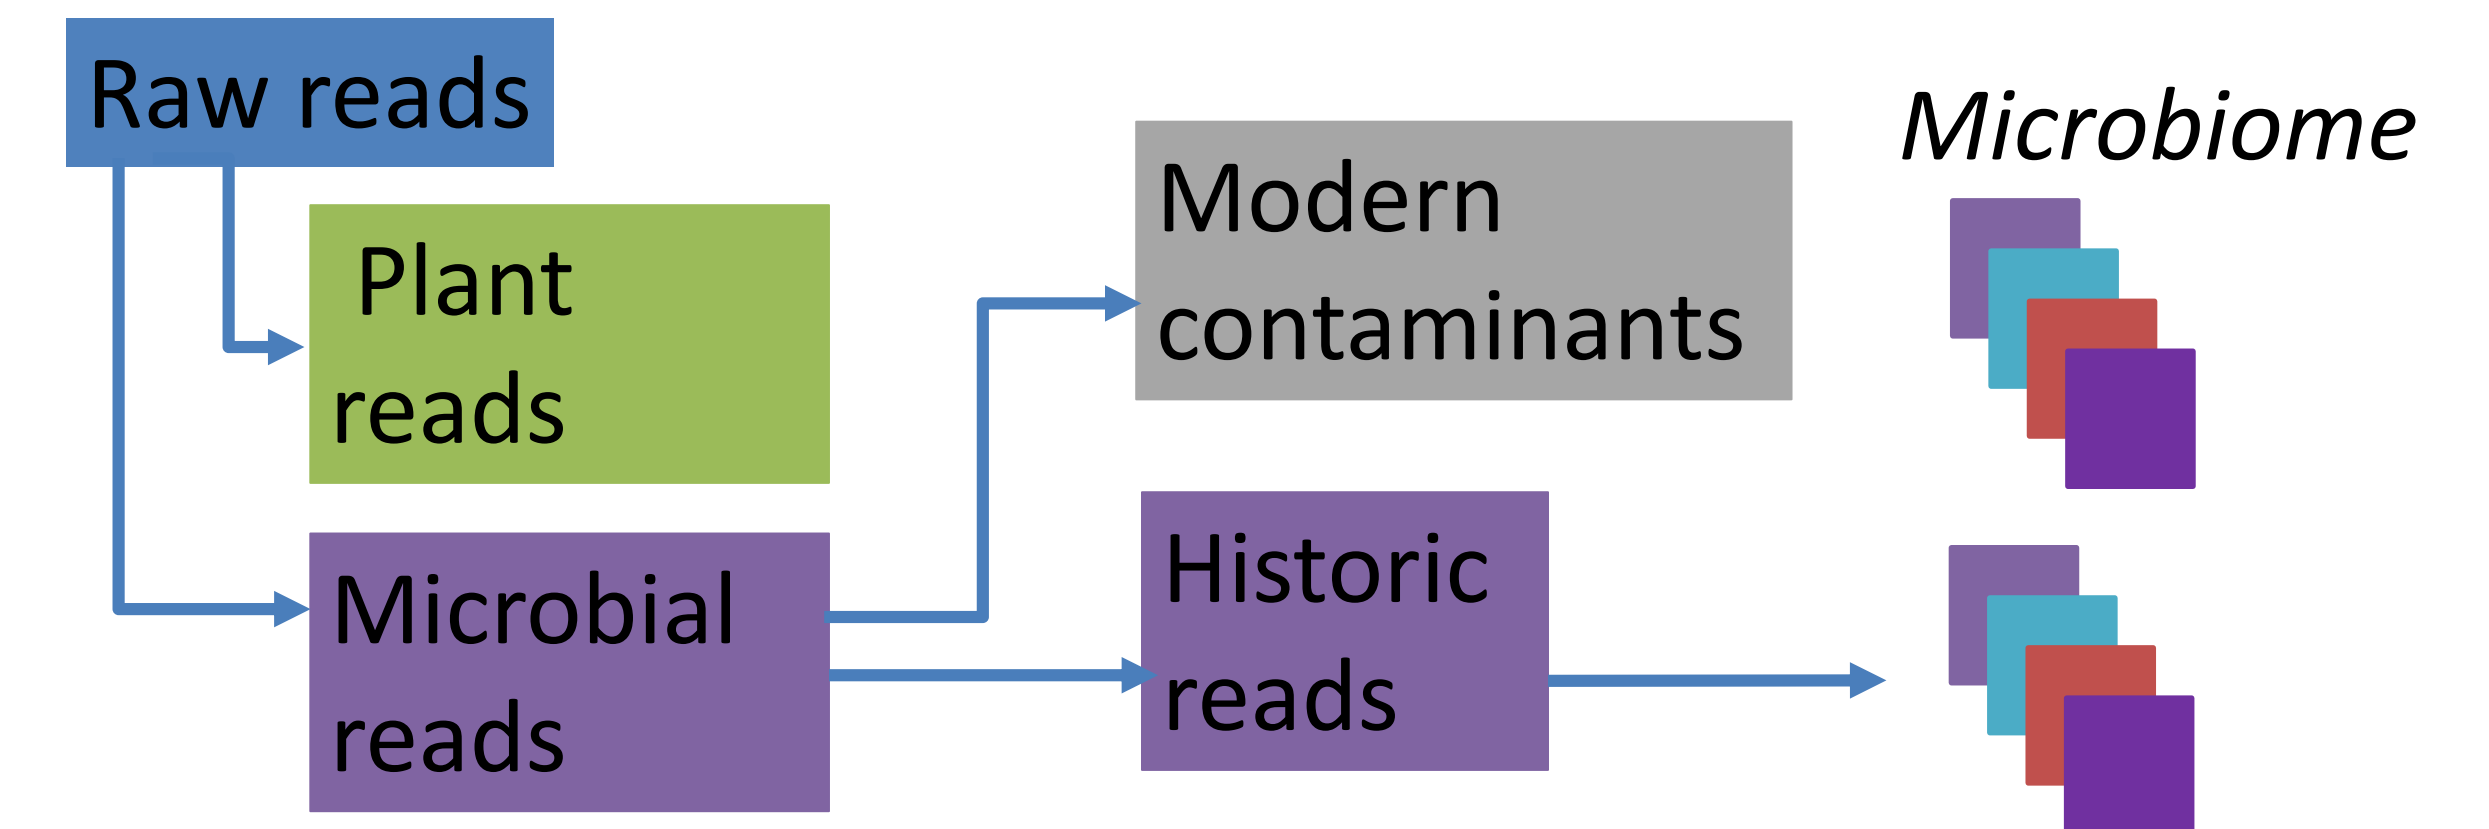 Raw reads
Plant
reads
Microbial
reads
Modern
contaminants
Historic
reads
Microbiome